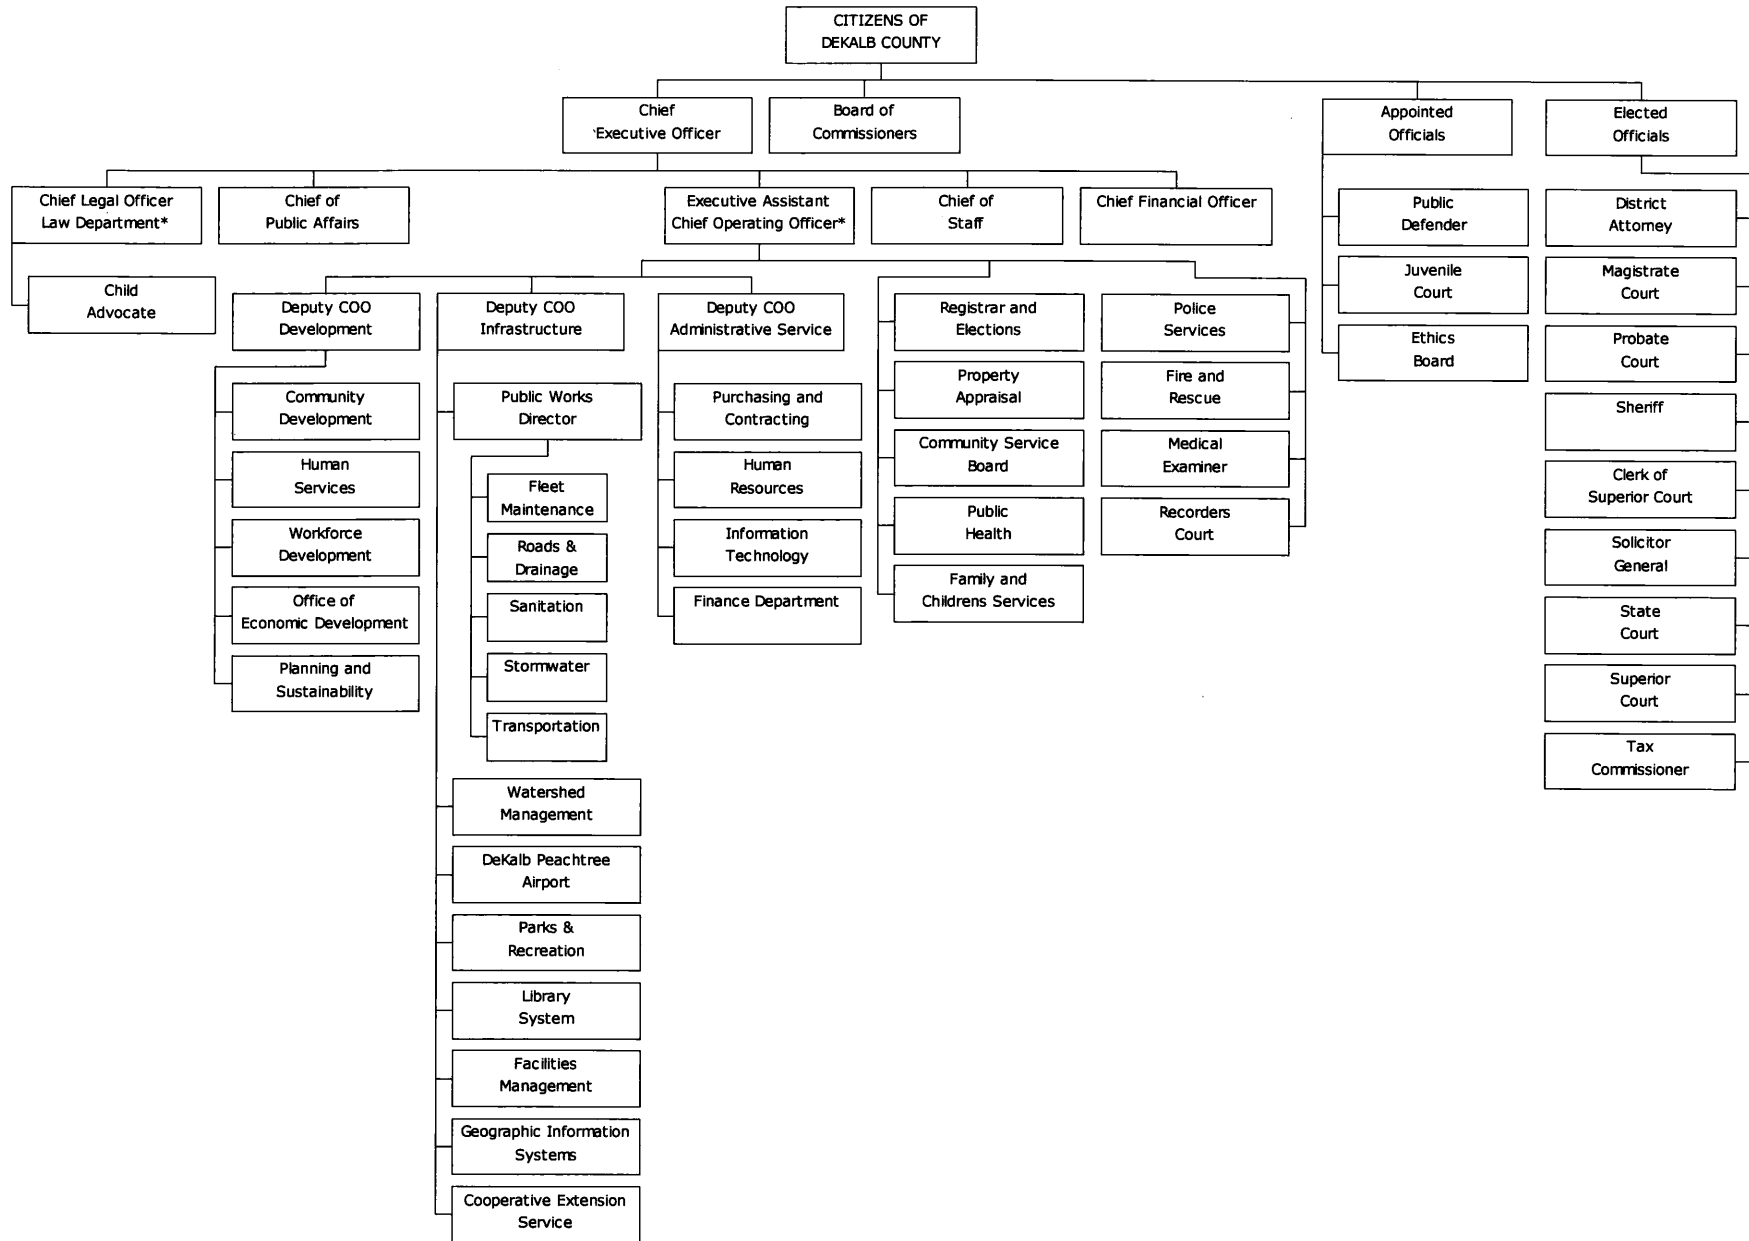 CITIZENS OF
DEKALB COUNTY
Chief
Executive Officer
Board of
Commissioners
Appointed
Officials
Elected
Officials
Chief Legal Officer
Law Department*
Chief of
Public Affairs
Executive Assistant
Chief Operating Officer*
Chief of
Staff
Chief Financial Officer
Child
Advocate
Deputy COO
Development
Community
Development
Human
Services
Workforce
Development
Office of
Economic Development
Planning and
Sustainability
Deputy COO
Infrastructure
Public Works
Director
Fleet
Maintenance
Roads &
Drainage
Sanitation
Stormwater
Transportation
Watershed
Management
DeKalb Peachtree
Airport
Parks &
Recreation
Library
System
Facilities
Management
Geographic Information
Systems
Cooperative Extension
Service
Deputy COO
Administrative Service
Purchasing and
Contracting
Human
Resources
Information
Technology
Finance Department
Registrar and
Elections
Property
Appraisal
Community Service
Board
Public
Health
Family and
Childrens Services
Police
Services
Fire and
Rescue
Medical
Examiner
Recorders
Court
Public
Defender
Juvenile
Court
Ethics
Board
District
Attorney
Magistrate
Court
Probate
Court
Sheriff
Clerk of
Superior Court
Solicitor
General
State
Court
Superior
Court
Tax
Commissioner